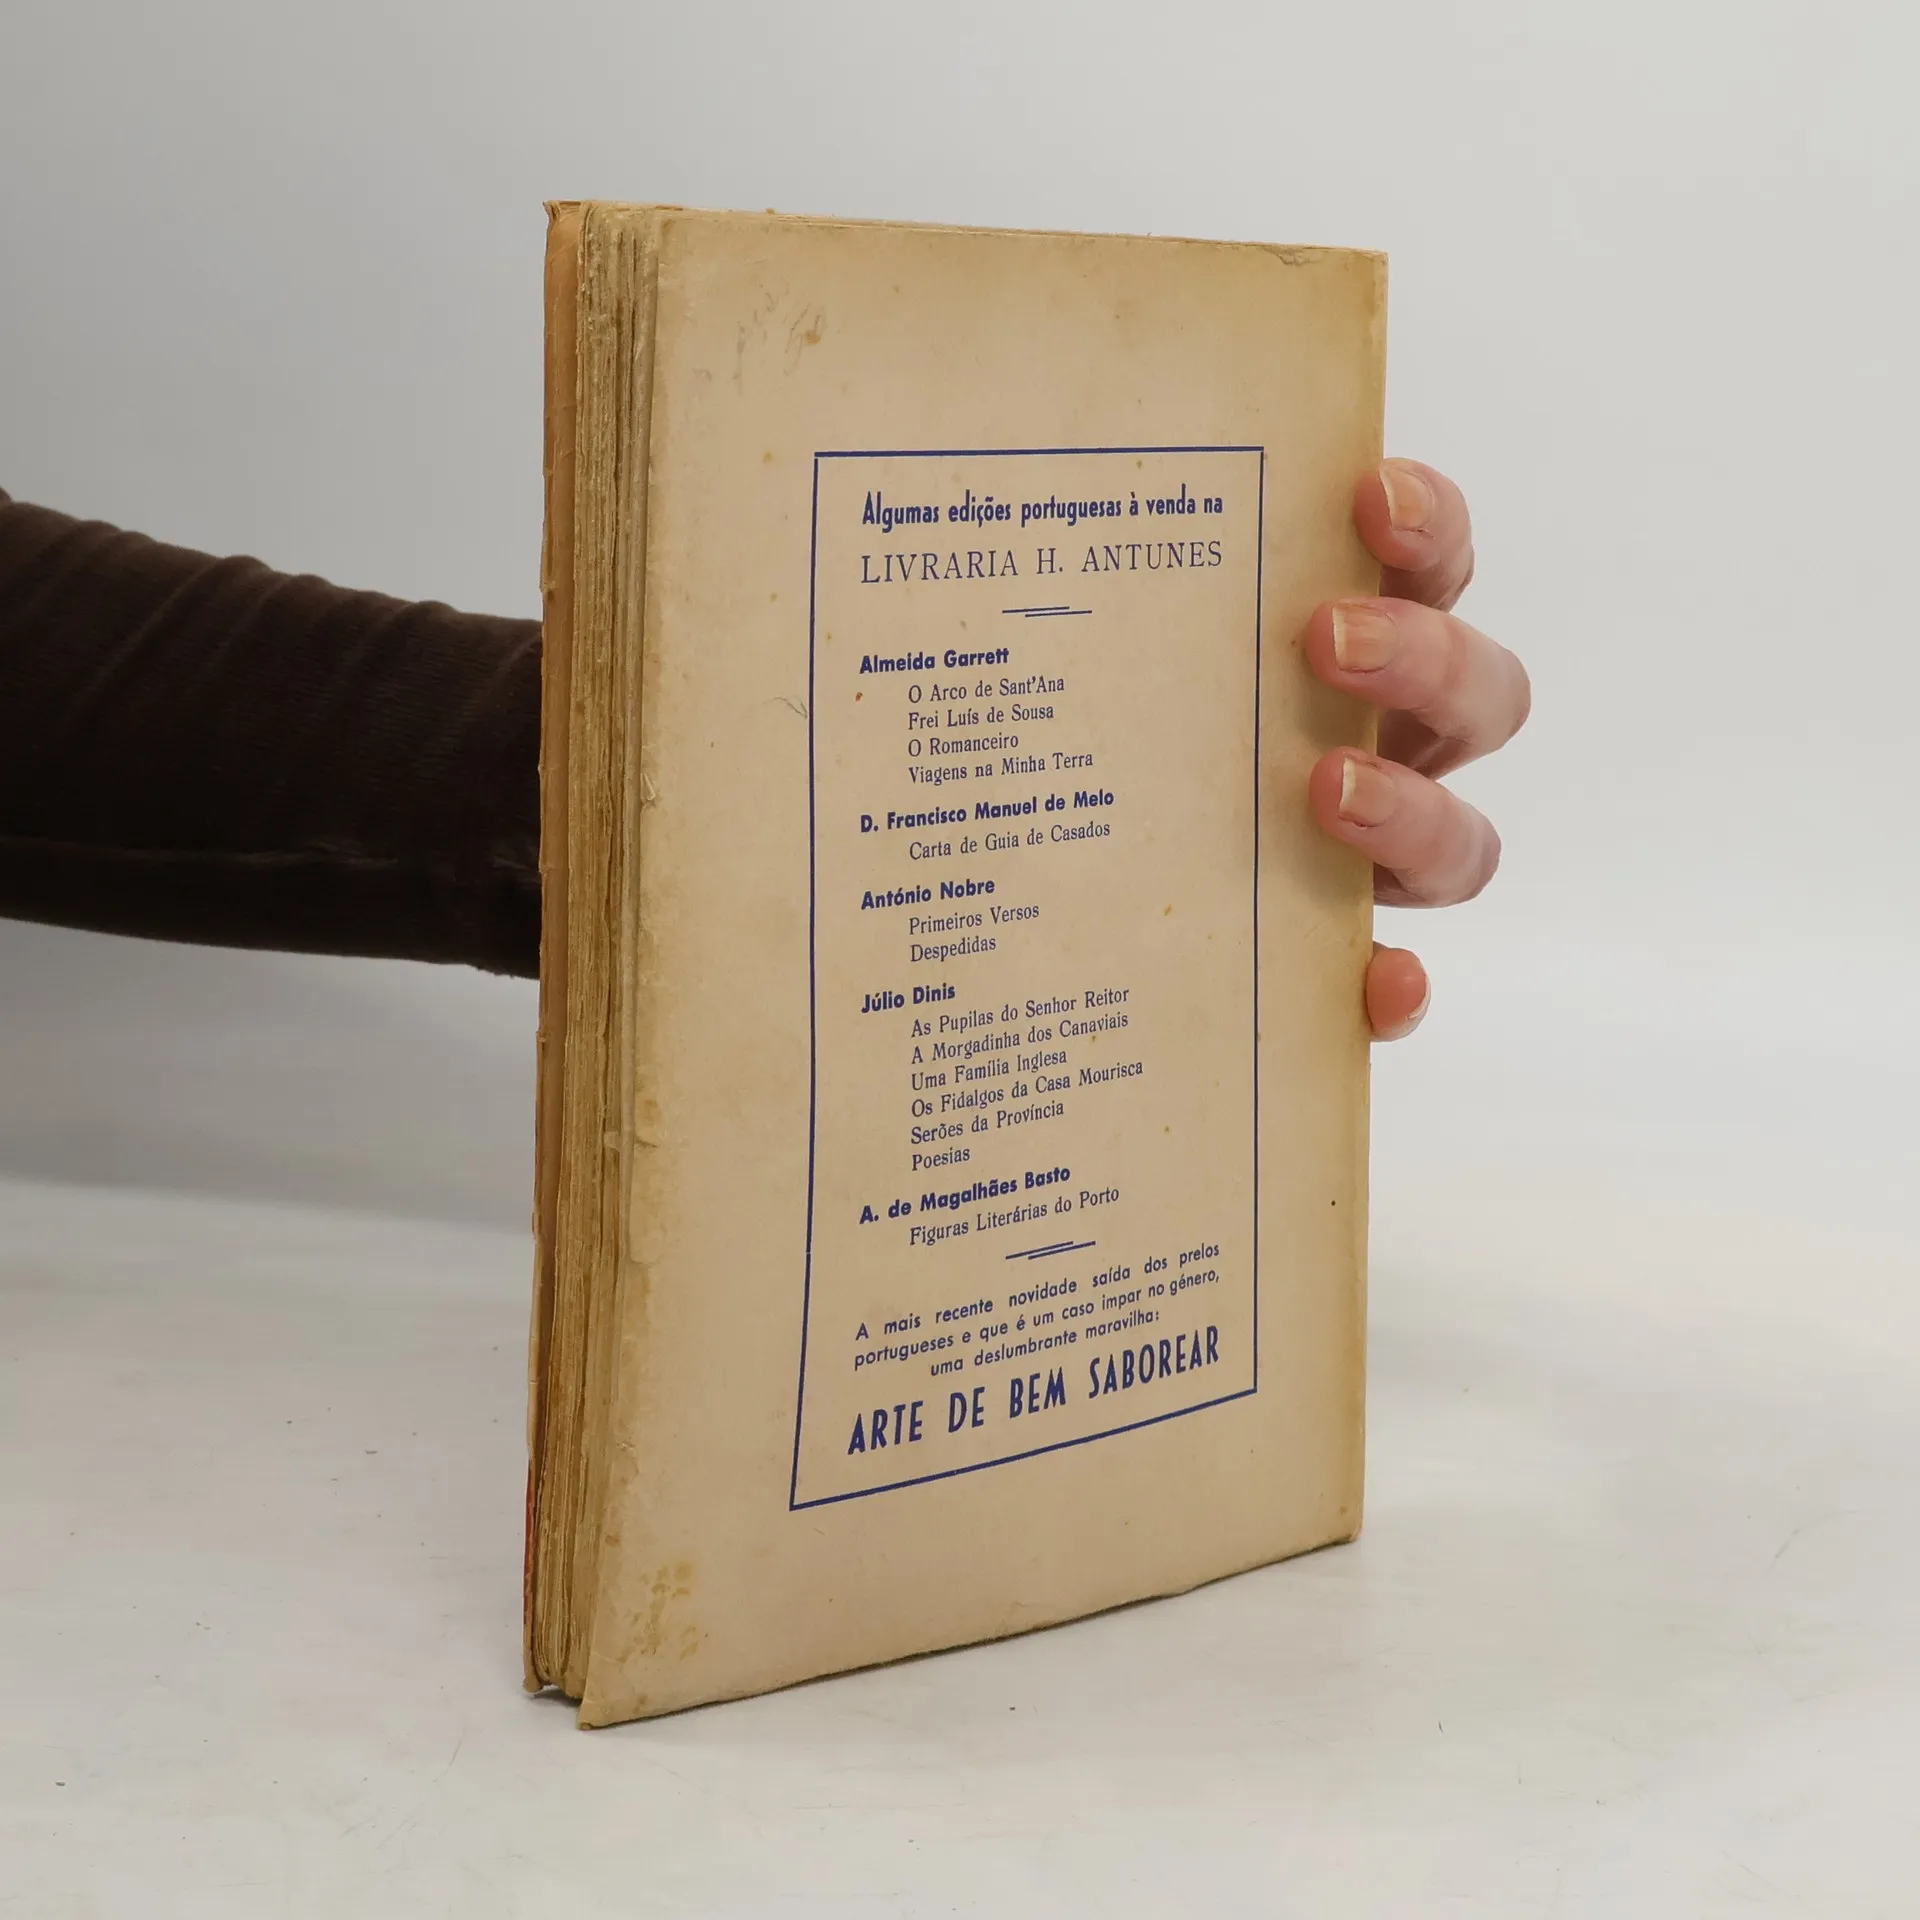 Algumas edições portuguesas à venda na
LIVRARIA H. ANTUNES
Almeida Garrett
O Arco de Sant'Ana
Frei Luís de Sousa
O Romanceiro
Viagens na Minha Terra
D. Francisco Manuel de Melo
Carta de Guia de Casados
António Nobre
Primeiros Versos
Despedidas
Júlio Dinis
As Pupilas do Senhor Reitor
A Morgadinha dos Canaviais
Uma Família Inglesa
Os Fidalgos da Casa Mourisca
Serões da Província
Poesias
A. de Magalhães Basto
Figuras Literárias do Porto
A mais recente novidade saída dos prelos
portugueses e que é um caso impar no género,
uma deslumbrante maravilha:
ARTE DE BEM SABOREAR